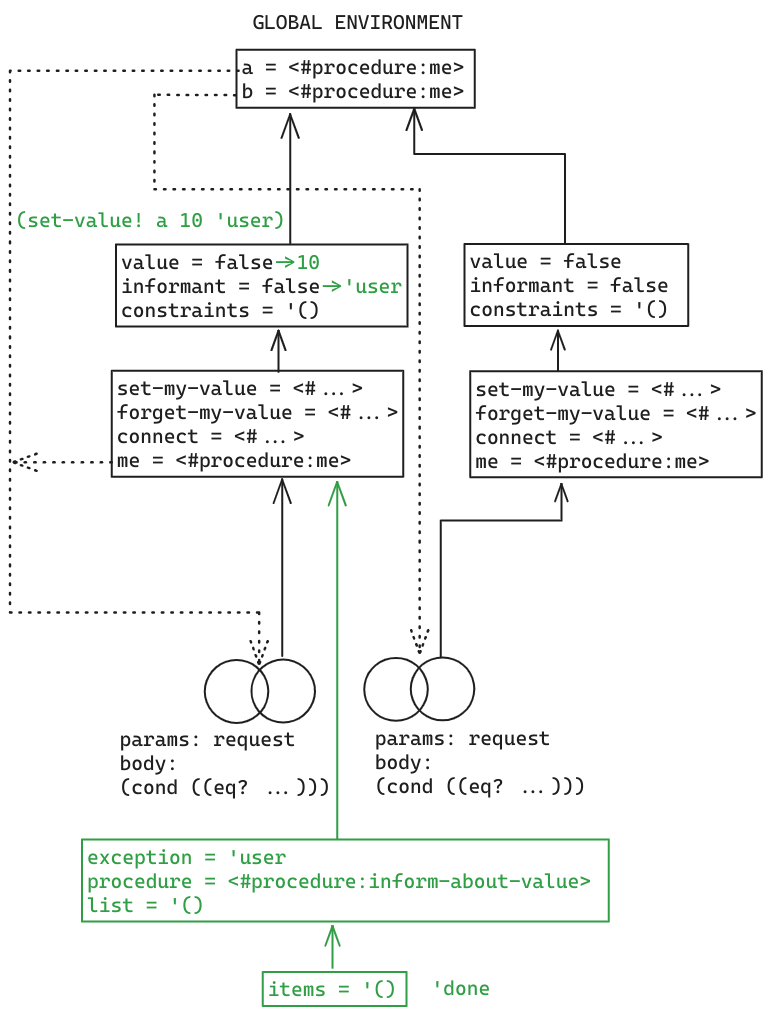 GLOBAL ENVIRONMENT
a = <#procedure:me>
b = <#procedure:me>
(set-value! a 10 'user)
value = false→10
informant = false→'user
constraints = '()
value = false
informant = false
constraints = '()
set-my-value = <#...>
forget-my-value = <#...>
connect = <#...>
me = <#procedure:me>
set-my-value = <#...>
forget-my-value = <#...>
connect = <#...>
me = <#procedure:me>
params: request
body:
(cond ((eq? ...)))
params: request
body:
(cond ((eq? ...)))
exception = 'user
procedure = <#procedure:inform-about-value>
list = '()
items = '()
'done